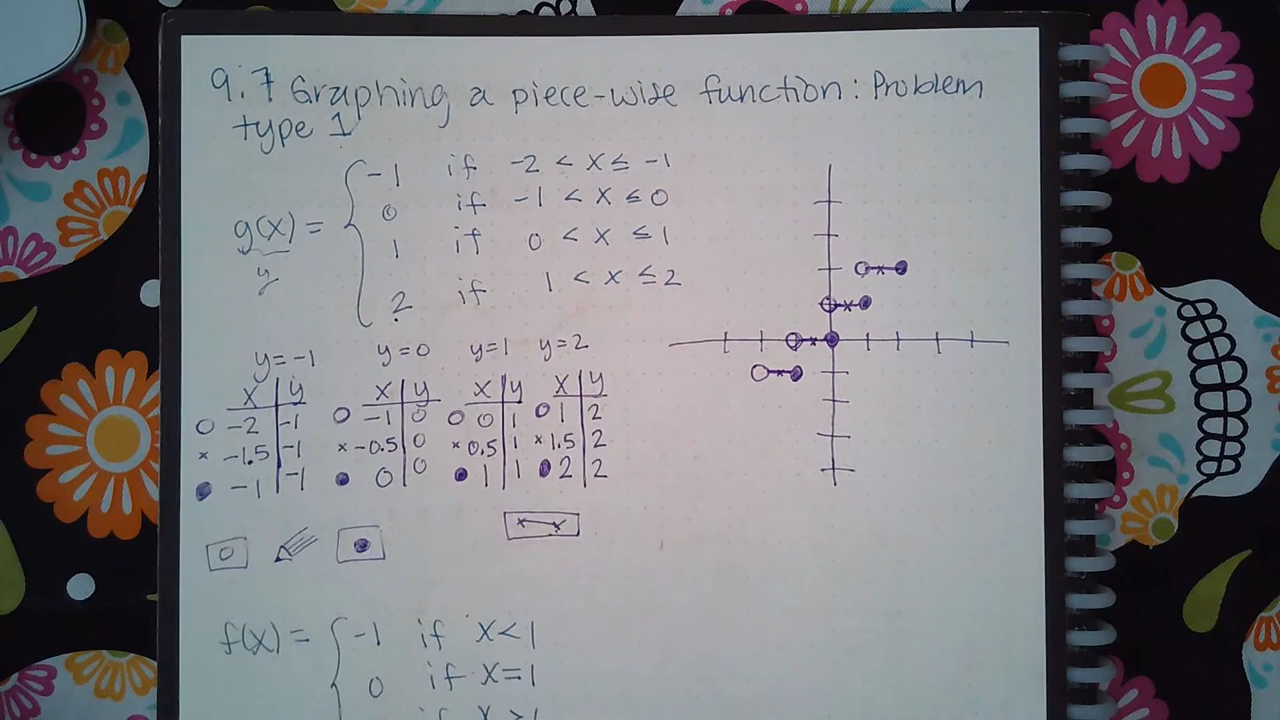 9.7 Graphing a piece-wise function: Problem
type 1
g(x) = { -1 if -2 < x ≤ -1
0 if -1 < x ≤ 0
1 if 0 < x ≤ 1
2 if 1 < x ≤ 2
y
y=-1 y=0 y=1 y=2
x | y x | y x | y x | y
-2 | -1 -1 | 0 0 | 1 1 | 2
x -1.5 | -1 x -0.5 | 0 x 0.5 | 1 x 1.5 | 2
-1 | -1 0 | 0 1 | 1 2 | 2
f(x) = { -1 if x < 1
0 if x = 1
if x > 1